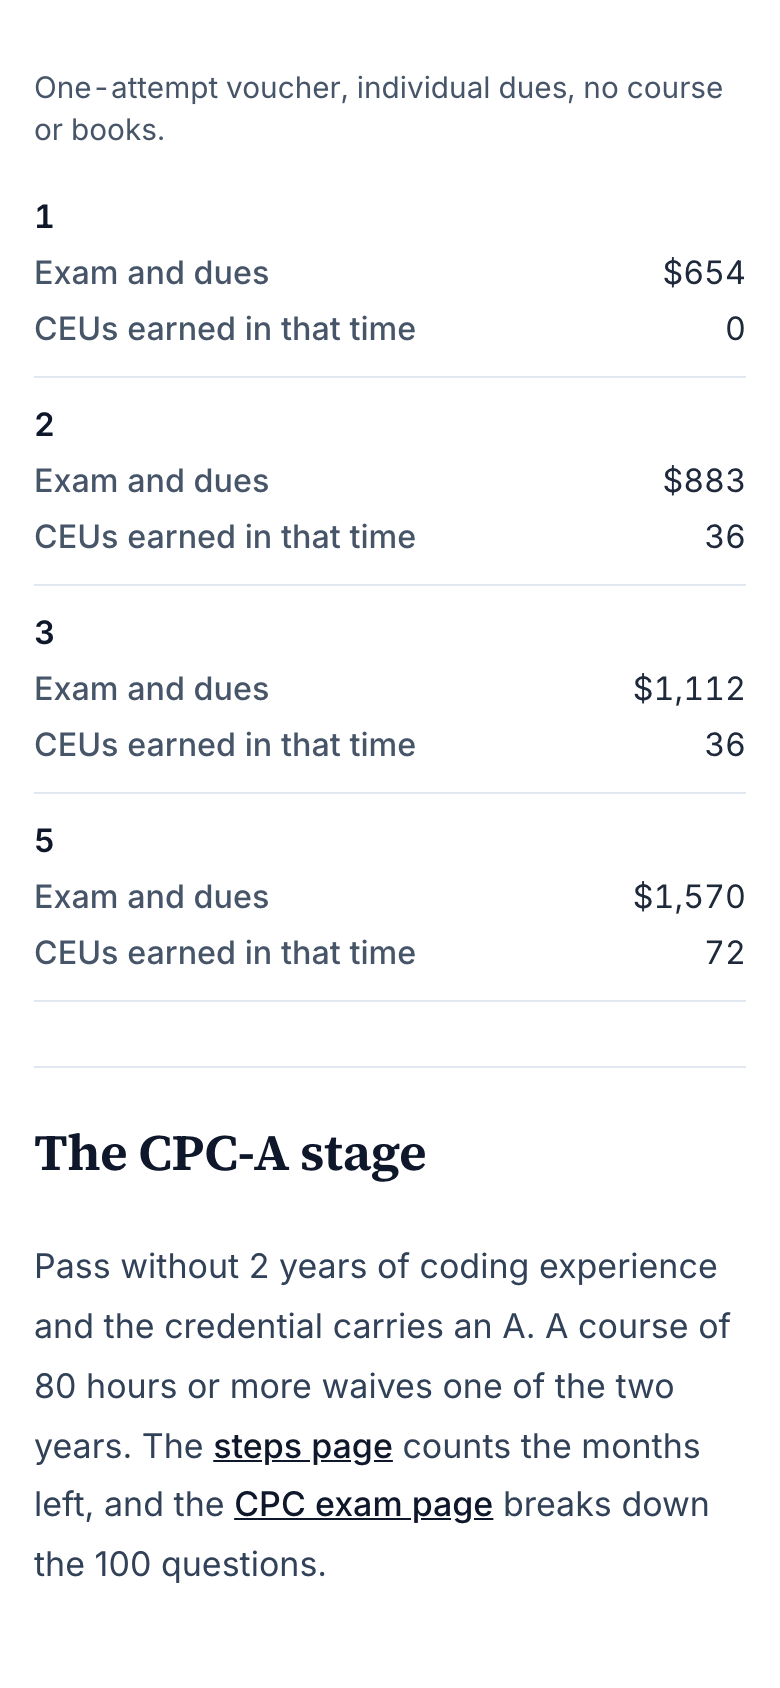 One-attempt voucher, individual dues, no course
or books.
1
Exam and dues $654
CEUs earned in that time 0
2
Exam and dues $883
CEUs earned in that time 36
3
Exam and dues $1,112
CEUs earned in that time 36
5
Exam and dues $1,570
CEUs earned in that time 72
The CPC-A stage
Pass without 2 years of coding experience
and the credential carries an A. A course of
80 hours or more waives one of the two
years. The steps page counts the months
left, and the CPC exam page breaks down
the 100 questions.